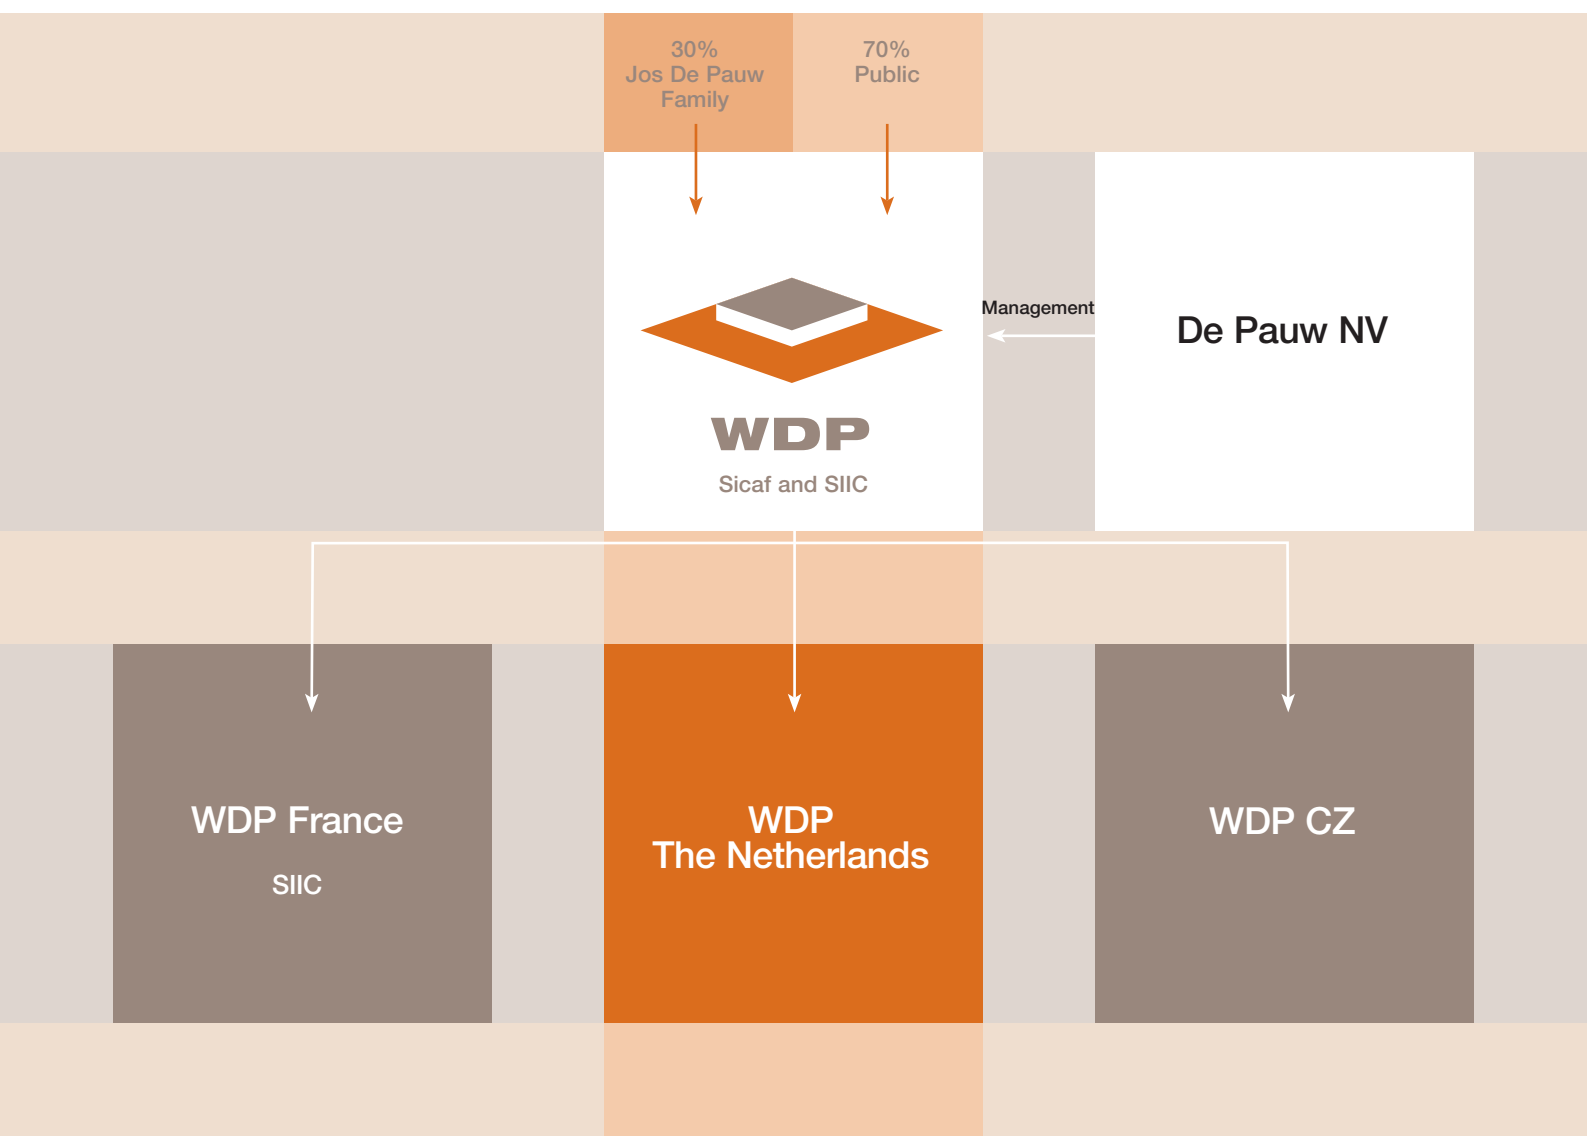 30%
Jos De Pauw
Family
70%
Public
Management
De Pauw NV
WDP
Sicaf and SIIC
WDP France
SIIC
WDP
The Netherlands
WDP CZ